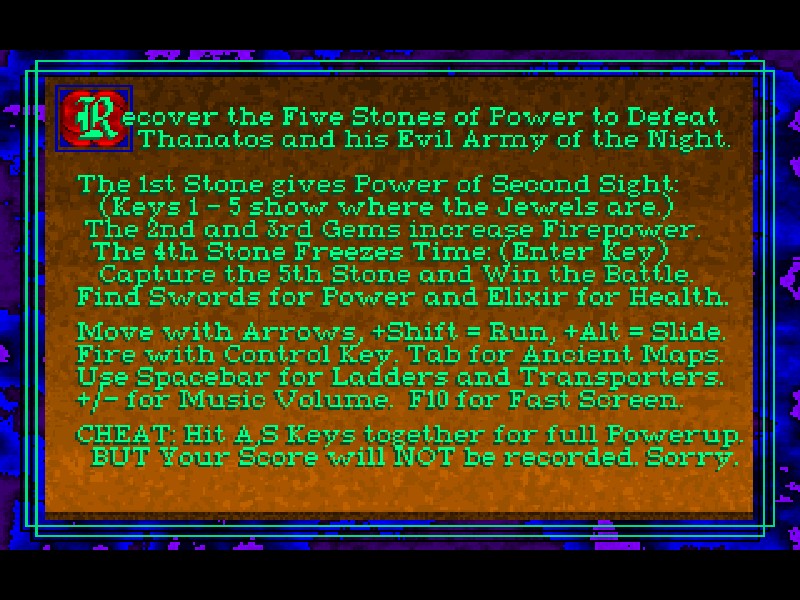 Recover the Five Stones of Power to Defeat
Thanatos and his Evil Army of the Night.
The 1st Stone gives Power of Second Sight:
(Keys 1 - 5 show where the Jewels are.)
The 2nd and 3rd Gems increase Firepower.
The 4th Stone Freezes Time: (Enter Key)
Capture the 5th Stone and Win the Battle.
Find Swords for Power and Elixir for Health.
Move with Arrows, +Shift = Run, +Alt = Slide.
Fire with Control Key. Tab for Ancient Maps.
Use Spacebar for Ladders and Transporters.
+/- for Music Volume. F10 for Fast Screen.
CHEAT: Hit A,S Keys together for full Powerup.
BUT Your Score will NOT be recorded. Sorry.